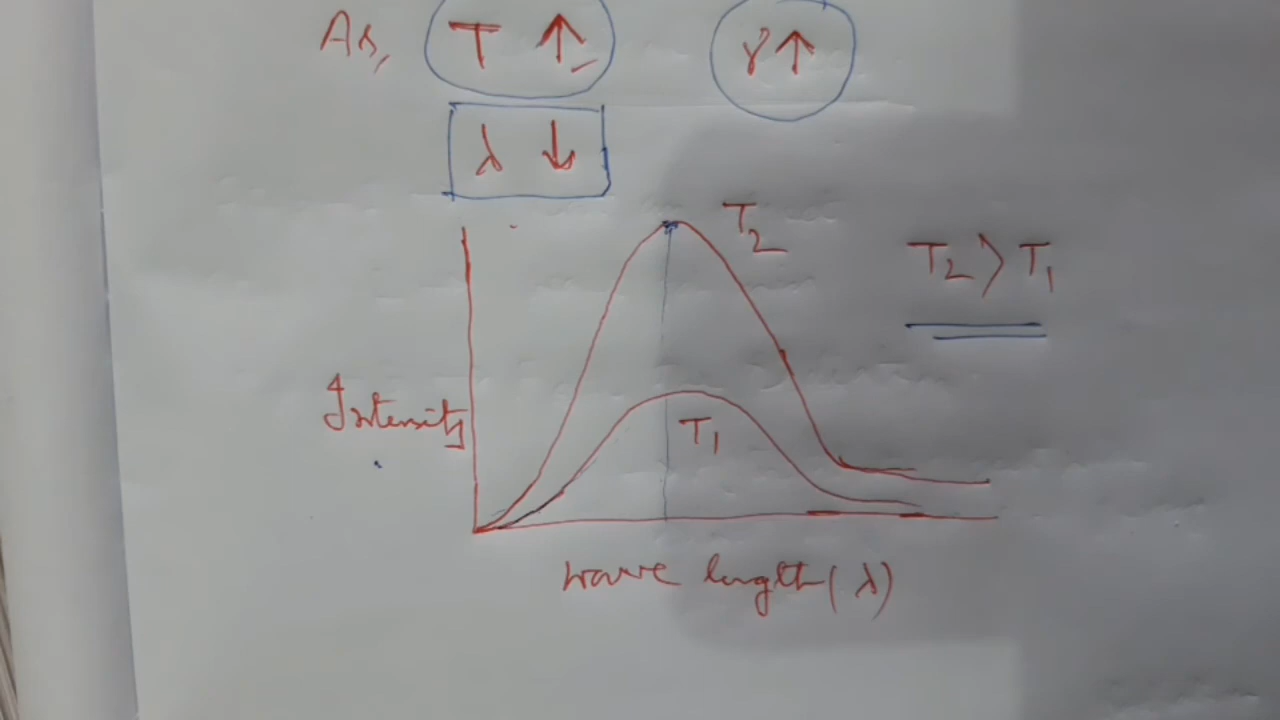 As, T ↑ γ ↑
λ ↓
T2
T2 > T1
Intensity
T1
wave length (λ)